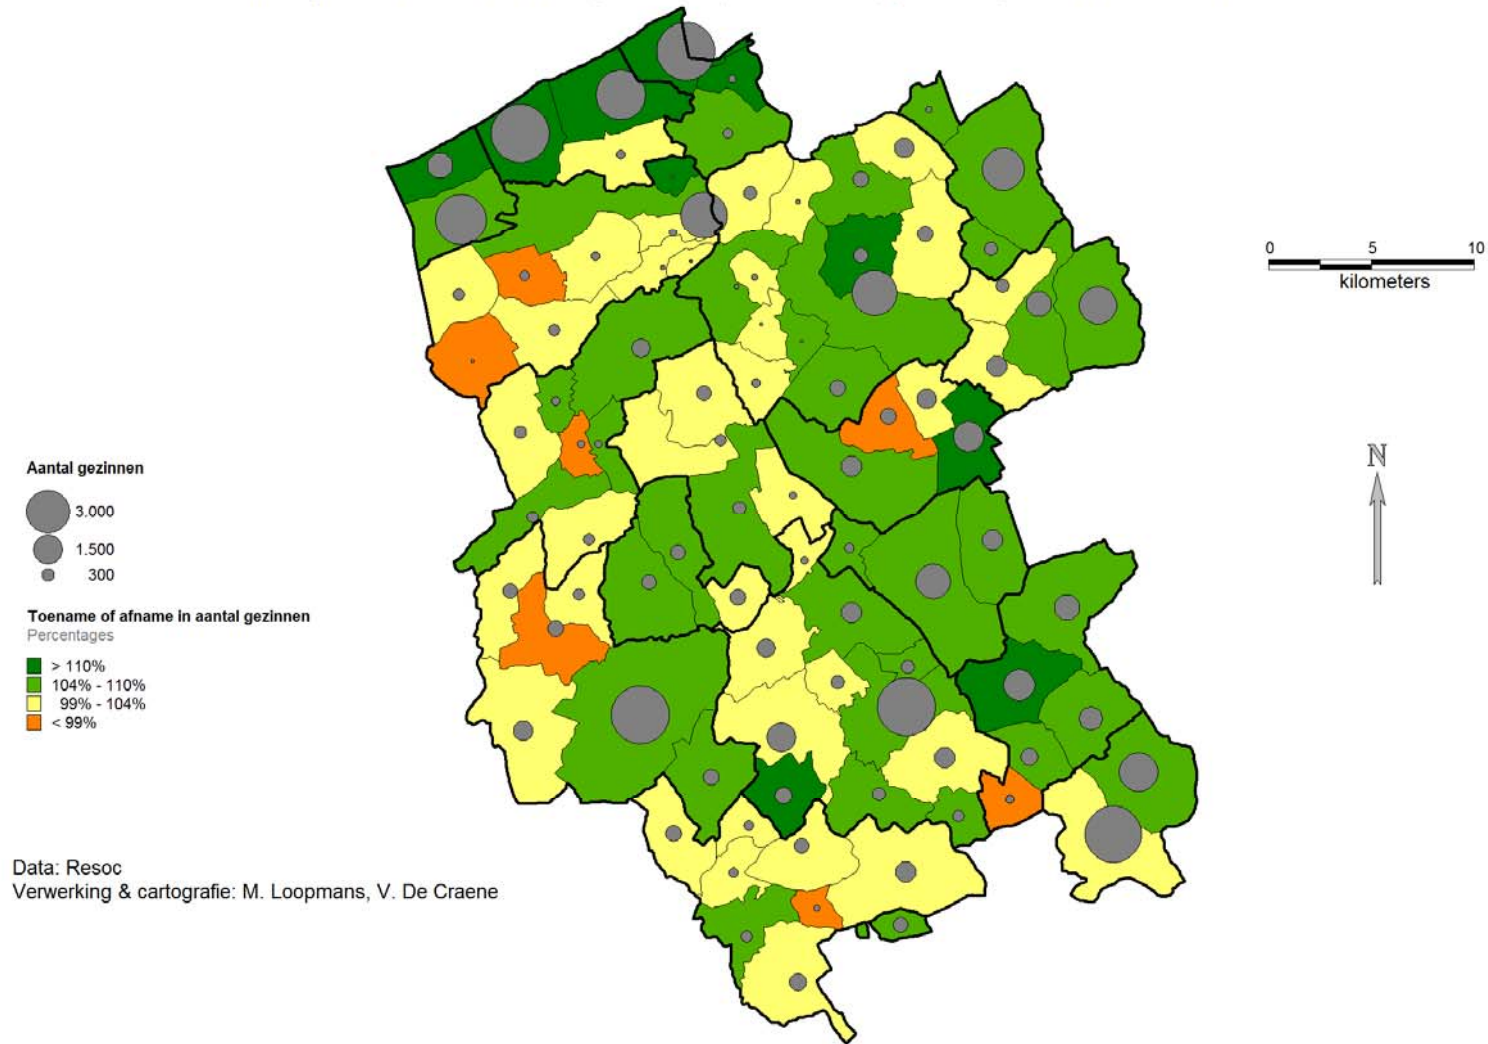 0 5 10
kilometers
N
Aantal gezinnen
3.000
1.500
300
Toename of afname in aantal gezinnen
Percentages
> 110%
104% - 110%
99% - 104%
< 99%
Data: Resoc
Verwerking & cartografie: M. Loopmans, V. De Craene